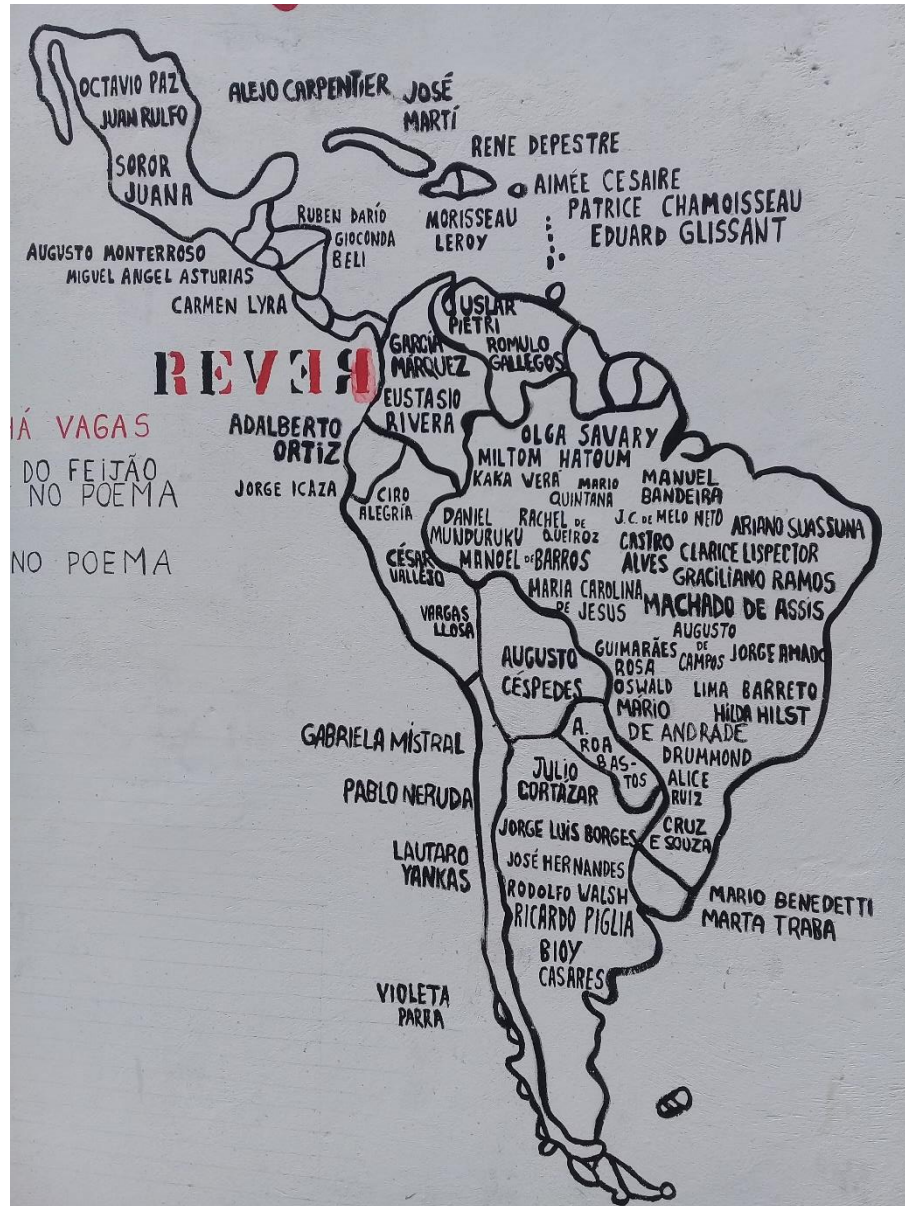 OCTAVIO PAZ
JUAN RULFO
SOROR
JUANA
ALEJO CARPENTIER
JOSÉ
MARTÍ
RENE DEPESTRE
AIMÉE CESAIRE
PATRICE CHAMOISSEAU
EDUARD GLISSANT
MORISSEAU
LEROY
RUBEN DARÍO
GIOCONDA
BELI
AUGUSTO MONTERROSO
MIGUEL ANGEL ASTURIAS
CARMEN LYRA
USLAR
PIETRI
ROMULO
GALLEGOS
GARCÍA
MÁRQUEZ
EUSTASIO
RIVERA
REVER
HÁ VAGAS
DO FEIJÃO
NO POEMA
NO POEMA
ADALBERTO
ORTIZ
JORGE ICAZA
CIRO
ALEGRÍA
CÉSAR
VALLEJO
VARGAS
LLOSA
OLGA SAVARY
MILTOM HATOUM
KAKA WERÁ
MARIO
QUINTANA
MANUEL
BANDEIRA
DANIEL
MUNDURUKU
RACHEL DE
QUEIROZ
J.C. DE MELO NETO
ARIANO SUASSUNA
MANOEL DE BARROS
CASTRO
ALVES
CLARICE LISPECTOR
GRACILIANO RAMOS
MARIA CAROLINA
DE JESUS
MACHADO DE ASSIS
AUGUSTO
DE
CAMPOS
GUIMARÃES
ROSA
JORGE AMADO
OSWALD
MÁRIO
DE ANDRADE
LIMA BARRETO
HILDA HILST
DRUMMOND
ALICE
RUIZ
CRUZ
E SOUZA
AUGUSTO
CÉSPEDES
A.
ROA
BAS-
TOS
GABRIELA MISTRAL
PABLO NERUDA
LAUTARO
YANKAS
VIOLETA
PARRA
JULIO
CORTÁZAR
JORGE LUIS BORGES
JOSÉ HERNANDES
RODOLFO WALSH
RICARDO PIGLIA
BIOY
CASARES
MARIO BENEDETTI
MARTA TRABA